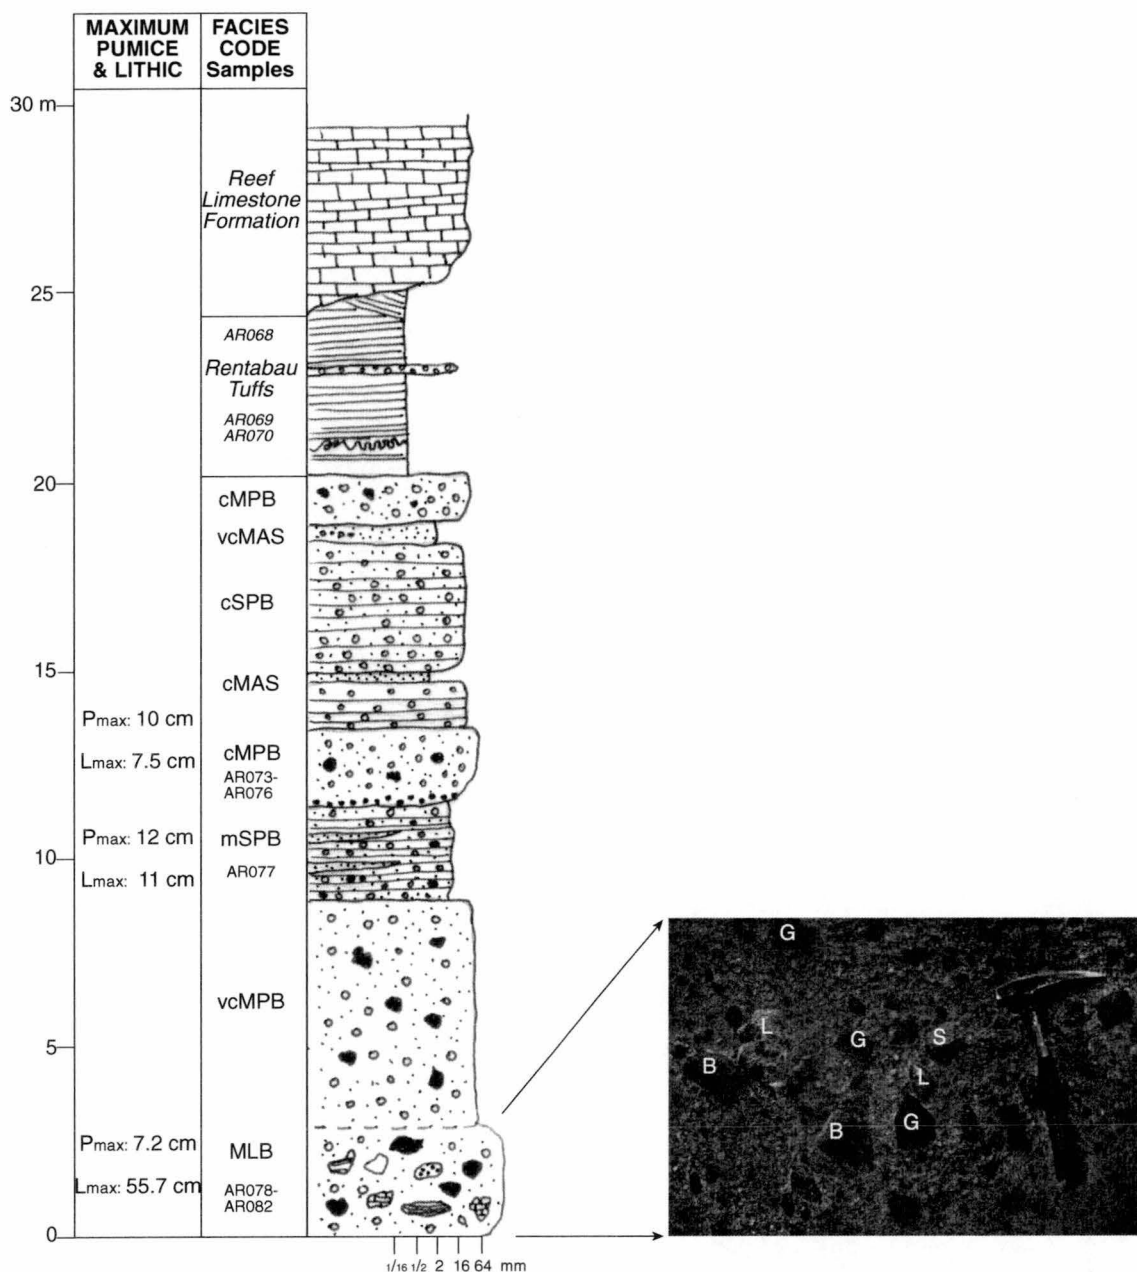 MAXIMUM
PUMICE
& LITHIC
FACIES
CODE
Samples
30 m
Reef
Limestone
Formation
25
AR068
Rentabau
Tuffs
AR069
AR070
20
cMPB
vcMAS
cSPB
15
cMAS
Pmax: 10 cm
cMPB
Lmax: 7.5 cm
AR073-
AR076
Pmax: 12 cm
mSPB
10
Lmax: 11 cm
AR077
G
vcMPB
L
G
S
B
L
5
G
B
Pmax: 7.2 cm
MLB
Lmax: 55.7 cm
AR078-
AR082
0
1/16 1/2 2 16 64 mm